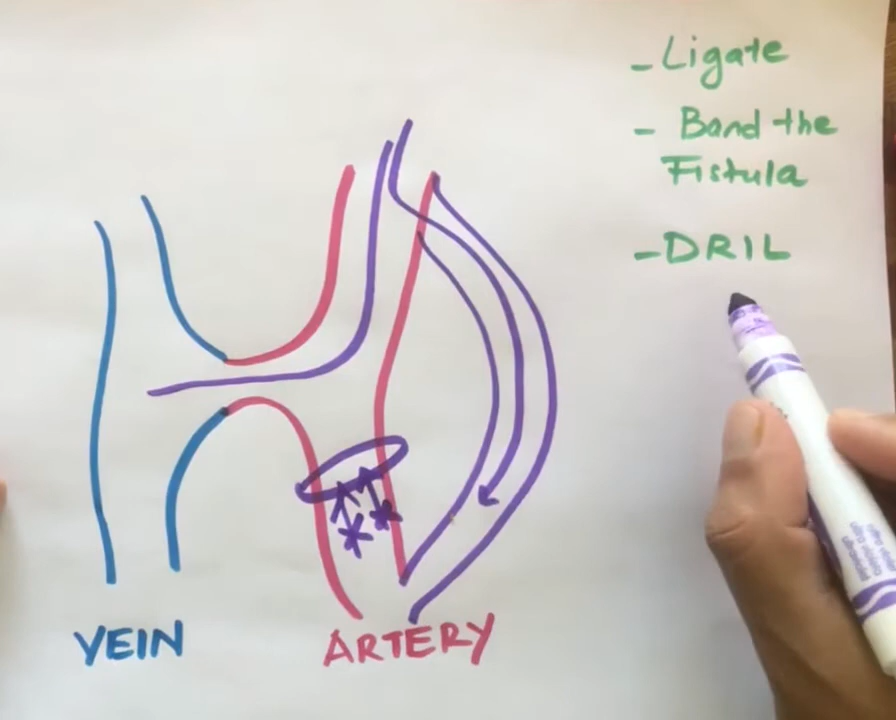 - Ligate
- Band the
Fistula
- DRIL
VEIN
ARTERY